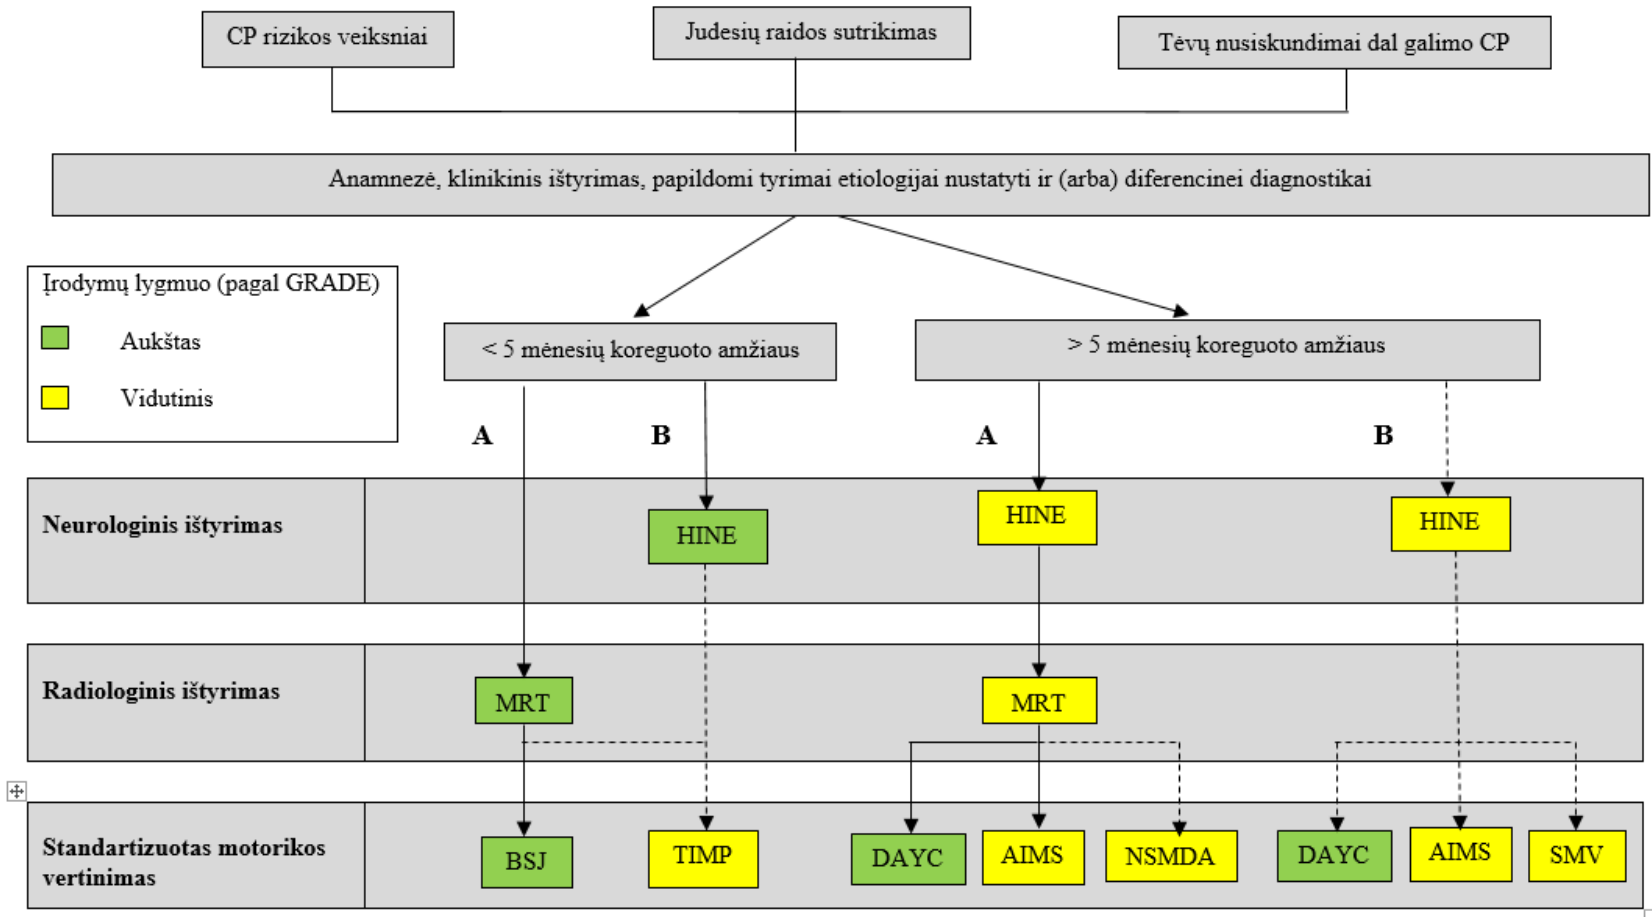 CP rizikos veiksniai
Judesių raidos sutrikimas
Tėvų nusiskundimai dal galimo CP
Anamnezė, klinikinis ištyrimas, papildomi tyrimai etiologijai nustatyti ir (arba) diferencinei diagnostikai
Įrodymų lygmuo (pagal GRADE)
Aukštas
Vidutinis
< 5 mėnesių koreguoto amžiaus
> 5 mėnesių koreguoto amžiaus
A
B
A
B
Neurologinis ištyrimas
HINE
HINE
HINE
Radiologinis ištyrimas
MRT
MRT
Standartizuotas motorikos
vertinimas
BSJ
TIMP
DAYC
AIMS
NSMDA
DAYC
AIMS
SMV